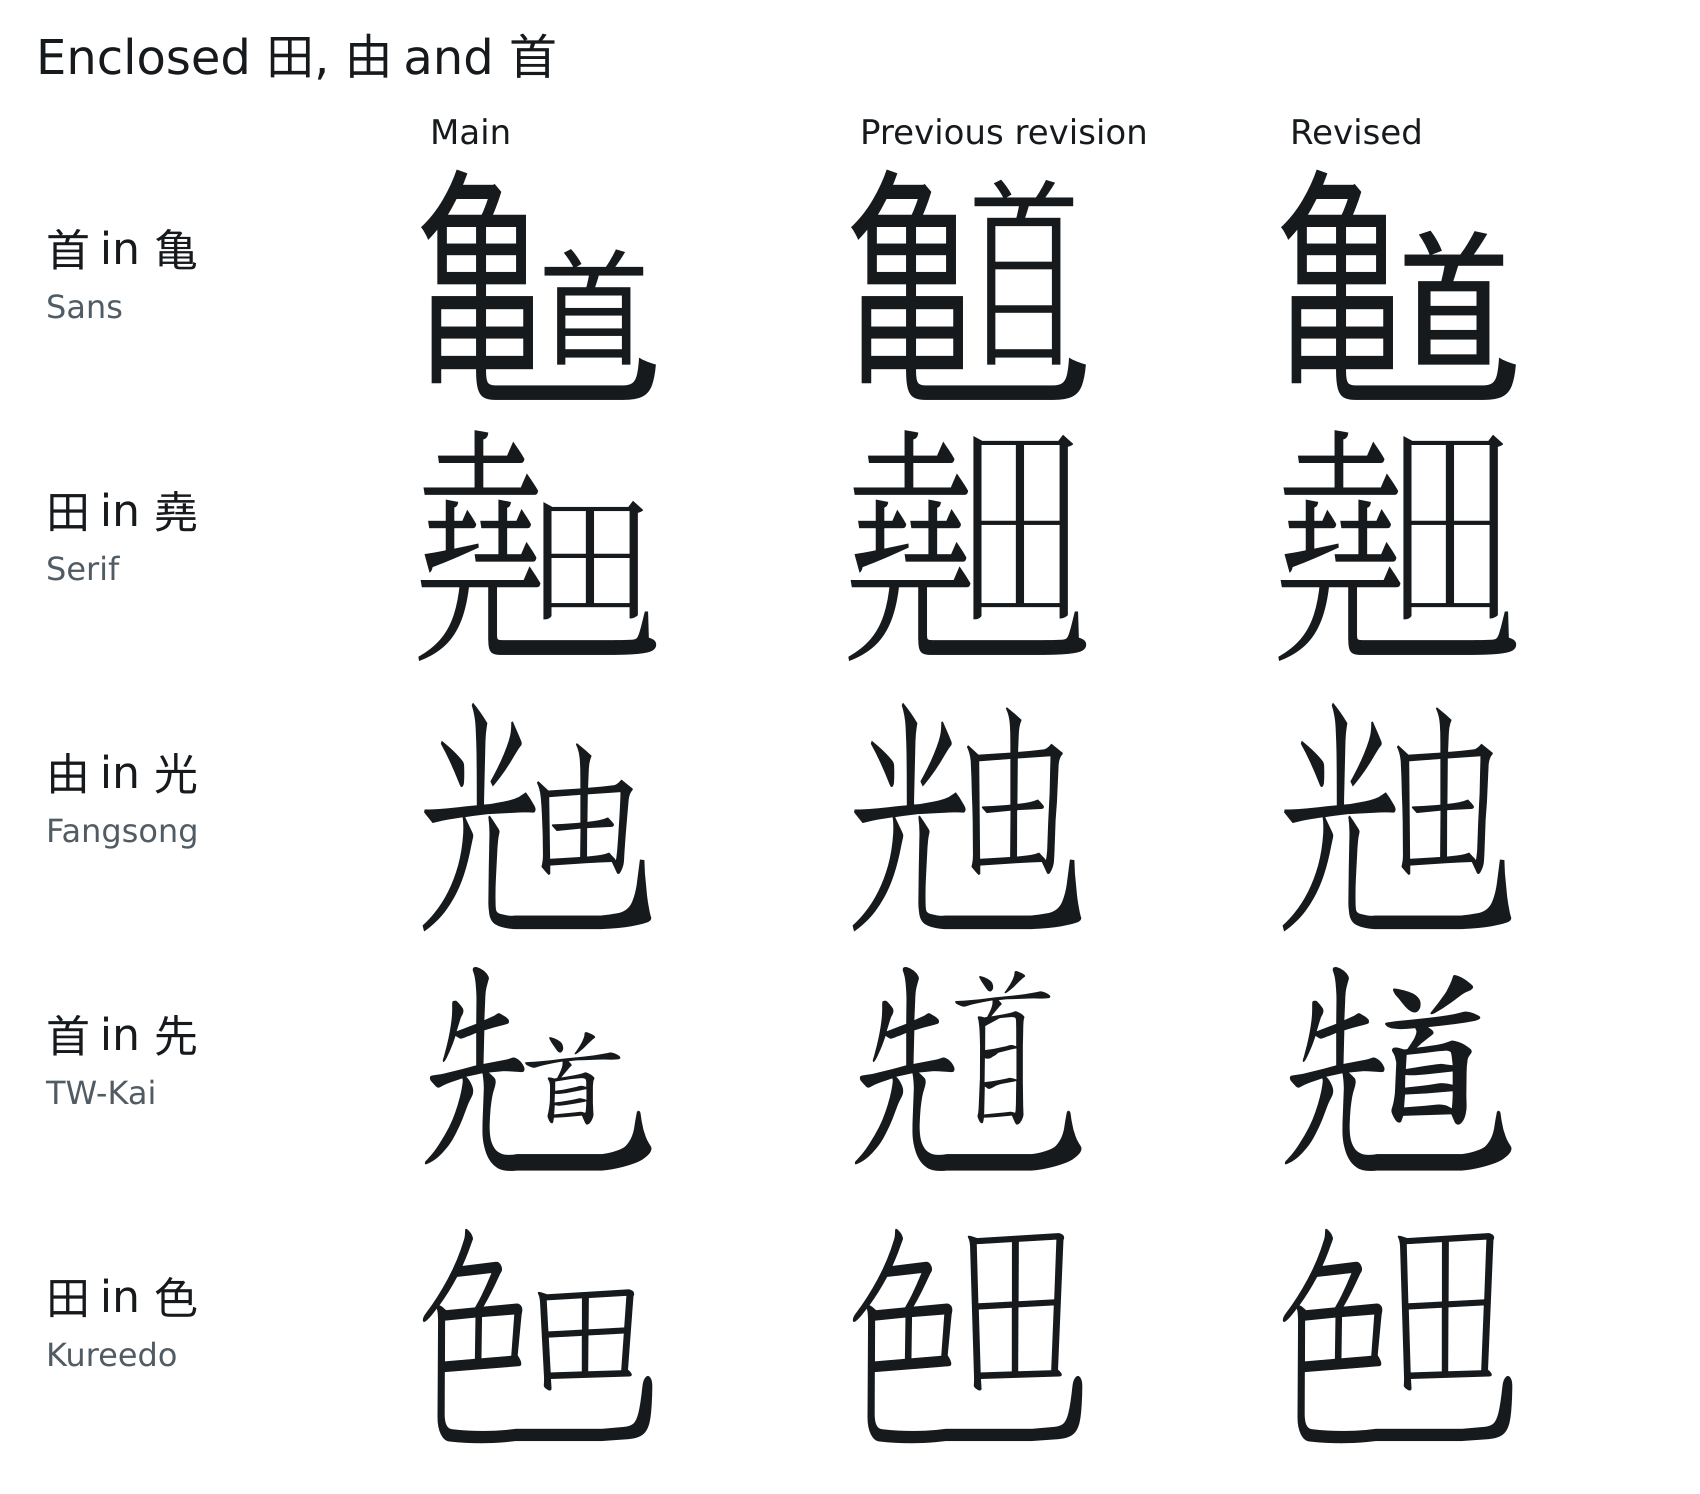 Enclosed 田, 由 and 首
Main Previous revision Revised
首 in 亀
Sans
田 in 堯
Serif
由 in 光
Fangsong
首 in 先
TW-Kai
田 in 色
Kureedo